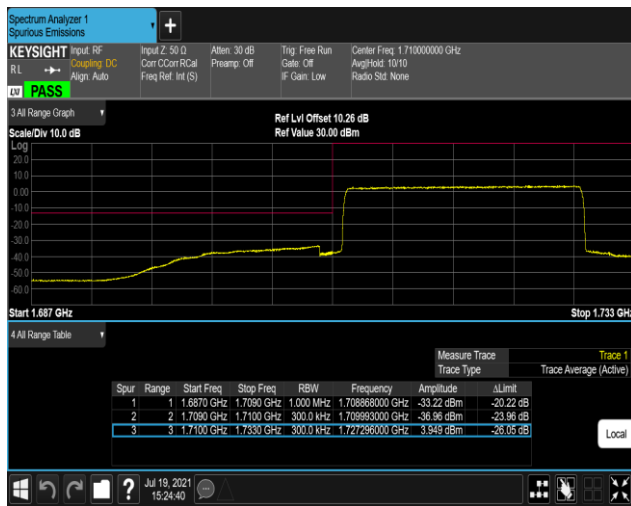 Spectrum Analyzer 1
Spurious Emissions
KEYSIGHT Input: RF Input Z: 50 Ω Atten: 30 dB Trig: Free Run Center Freq: 1.710000000 GHz
RL Coupling: DC Corr CCorr RCal Preamp: Off Gate: Off Avg|Hold: 10/10
Align: Auto Freq Ref: Int (S) IF Gain: Low Radio Std: None
LXI PASS
3 All Range Graph
Ref Lvl Offset 10.26 dB
Scale/Div 10.0 dB Ref Value 30.00 dBm
Log
20.0
10.0
0.00
-10.0
-20.0
-30.0
-40.0
-50.0
-60.0
Start 1.687 GHz Stop 1.733 GHz
4 All Range Table
Measure Trace Trace 1
Trace Type Trace Average (Active)
Spur Range Start Freq Stop Freq RBW Frequency Amplitude ΔLimit
1 1 1.6870 GHz 1.7090 GHz 1.000 MHz 1.708868000 GHz -33.22 dBm -20.22 dB
2 2 1.7090 GHz 1.7100 GHz 300.0 kHz 1.709993000 GHz -36.96 dBm -23.96 dB
3 3 1.7100 GHz 1.7330 GHz 300.0 kHz 1.727296000 GHz 3.949 dBm -26.05 dB
Local
? Jul 19, 2021
15:24:40